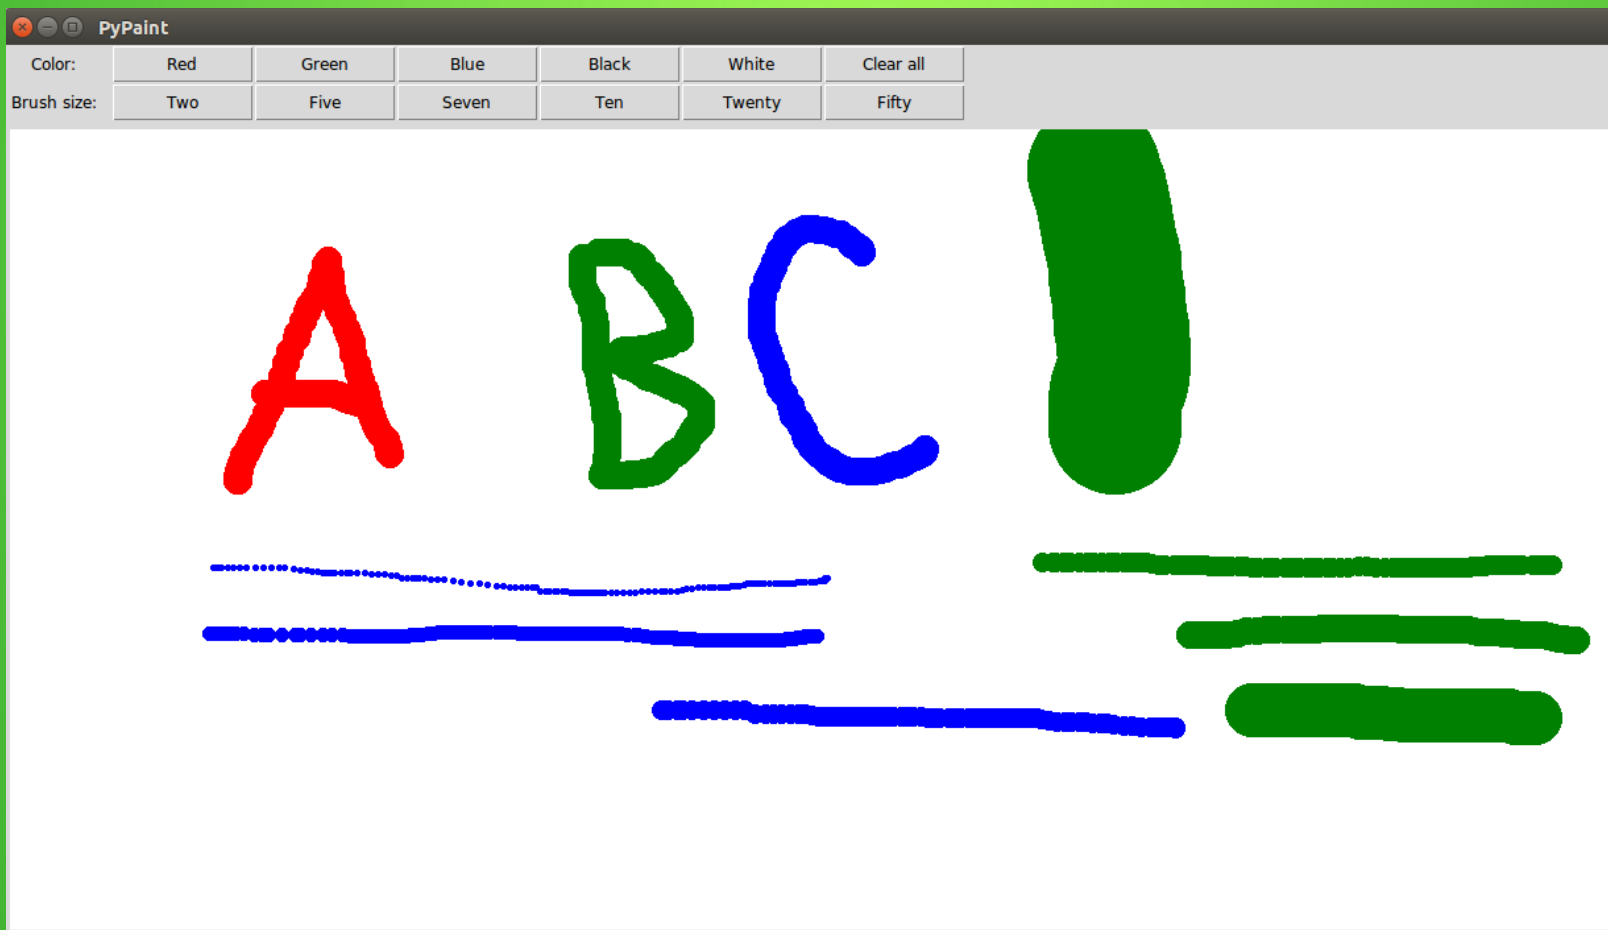 PyPaint
Color: Red Green Blue Black White Clear all
Brush size: Two Five Seven Ten Twenty Fifty
A B C